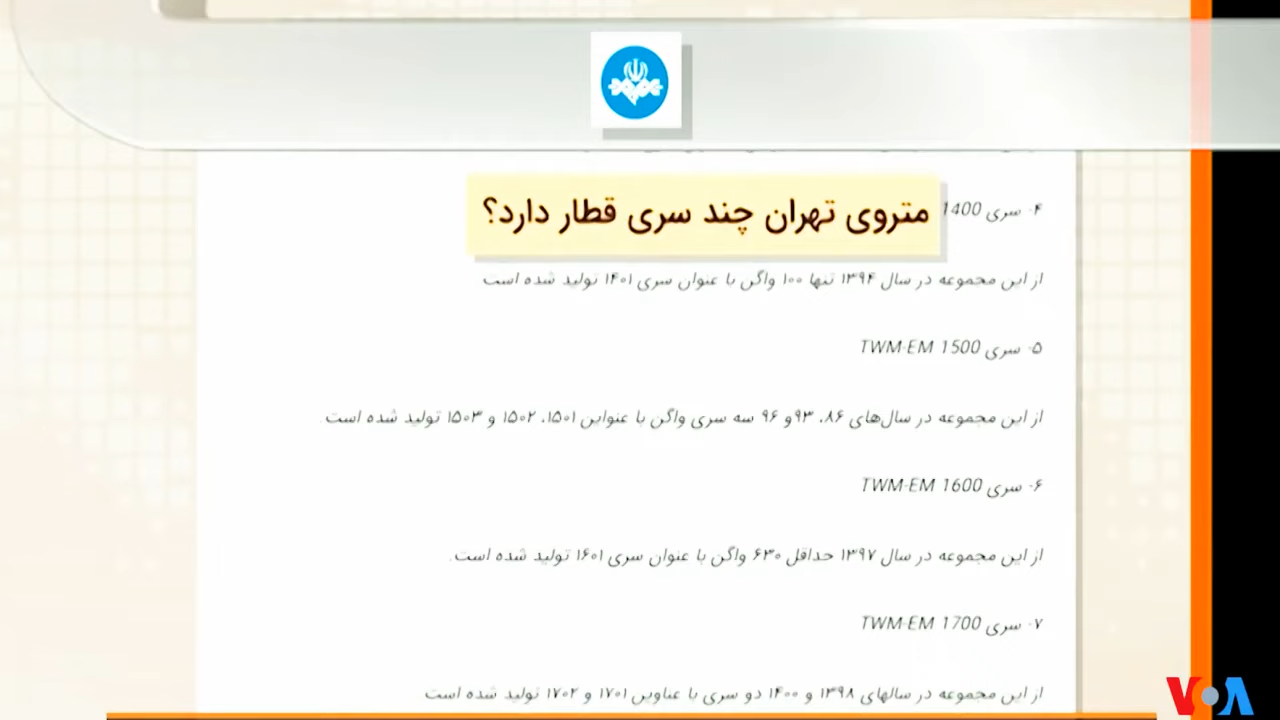 متروی تهران چند سری قطار دارد؟
۴- سری 1400
از این مجموعه در سال ۱۳۹۴ تنها ۱۰۰ واگن با عنوان سری ۱۴۰۱ تولید شده است
۵- سری TWM-EM 1500
از این مجموعه در سال‌های ۸۶، ۹۳و ۹۶ سه سری واگن با عنواین ۱۵۰۱، ۱۵۰۲ و ۱۵۰۳ تولید شده است
۶- سری TWM-EM 1600
از این مجموعه در سال ۱۳۹۷ حداقل ۶۳۰ واگن با عنوان سری ۱۶۰۱ تولید شده است.
۷- سری TWM-EM 1700
از این مجموعه در سالهای ۱۳۹۸ و ۱۴۰۰ دو سری با عناوین ۱۷۰۱ و ۱۷۰۲ تولید شده است
VOA